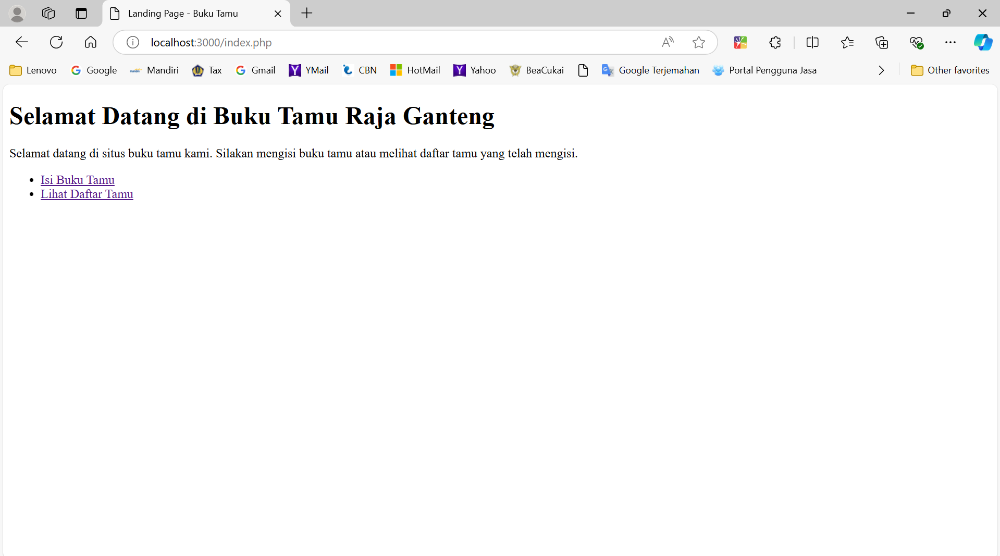 Landing Page - Buku Tamu
localhost:3000/index.php
Lenovo Google Mandiri Tax Gmail YMail CBN HotMail Yahoo BeaCukai Google Terjemahan Portal Pengguna Jasa Other favorites
Selamat Datang di Buku Tamu Raja Ganteng
Selamat datang di situs buku tamu kami. Silakan mengisi buku tamu atau melihat daftar tamu yang telah mengisi.
Isi Buku Tamu
Lihat Daftar Tamu